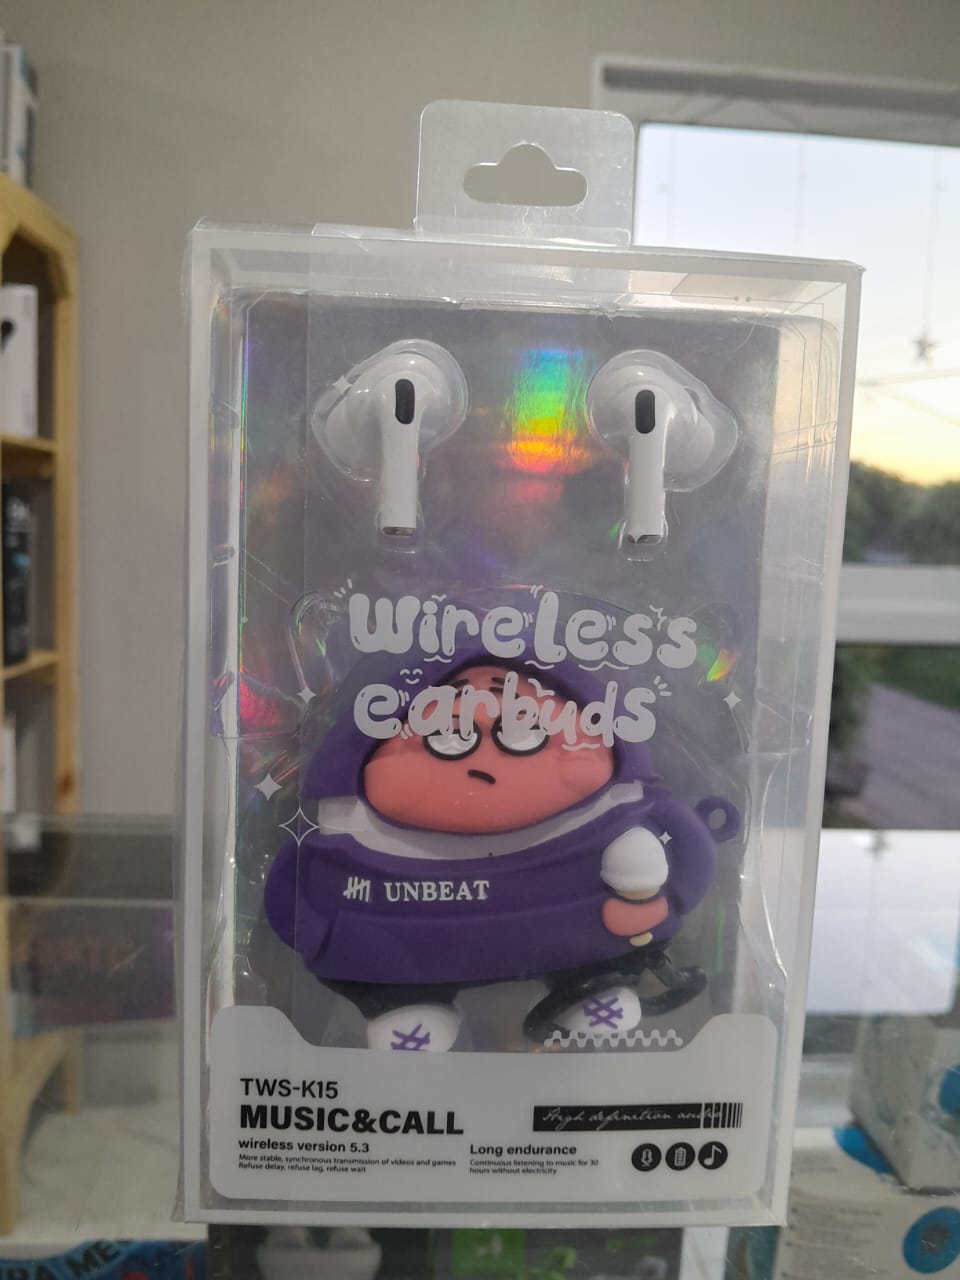 wireless
earbuds
UNBEAT
TWS-K15
MUSIC&CALL
wireless version 5.3
More stable, synchronous transmission of videos and games
Refuse delay, refuse lag, refuse wait
High definition audio
Long endurance
Continuous listening to music for 30
hours without electricity